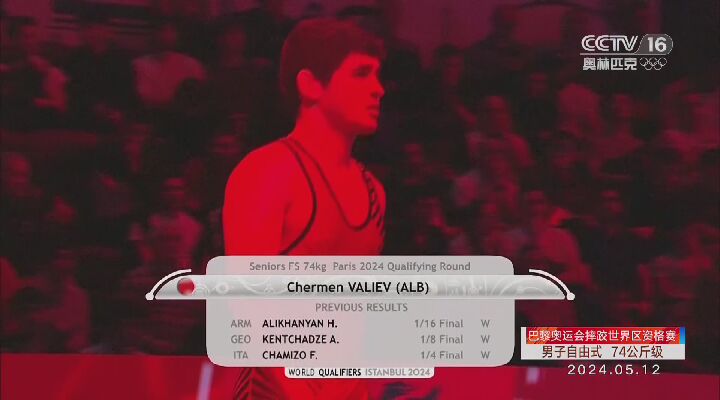 CCTV 16
奥林匹克
Seniors FS 74kg Paris 2024 Qualifying Round
Chermen VALIEV (ALB)
PREVIOUS RESULTS
ARM ALIKHANYAN H. 1/16 Final W
GEO KENTCHADZE A. 1/8 Final W
ITA CHAMIZO F. 1/4 Final W
WORLD QUALIFIERS ISTANBUL 2024
巴黎奥运会摔跤世界区资格赛
男子自由式 74公斤级
2024.05.12